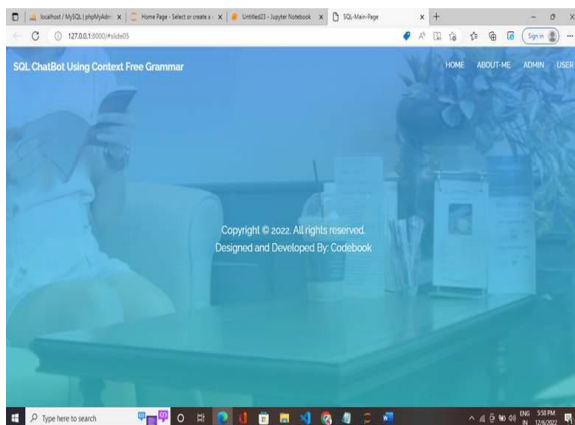 localhost / MySQL | phpMyAdm
Home Page - Select or create a
Untitled23 - Jupyter Notebook
SQL-Main-Page
127.0.0.1:8000/#slide05
Sign in
SQL ChatBot Using Context Free Grammar
HOME ABOUT-ME ADMIN USER
Copyright © 2022. All rights reserved.
Designed and Developed By: Codebook
Type here to search
ENG 5:58 PM
IN 12/6/2022